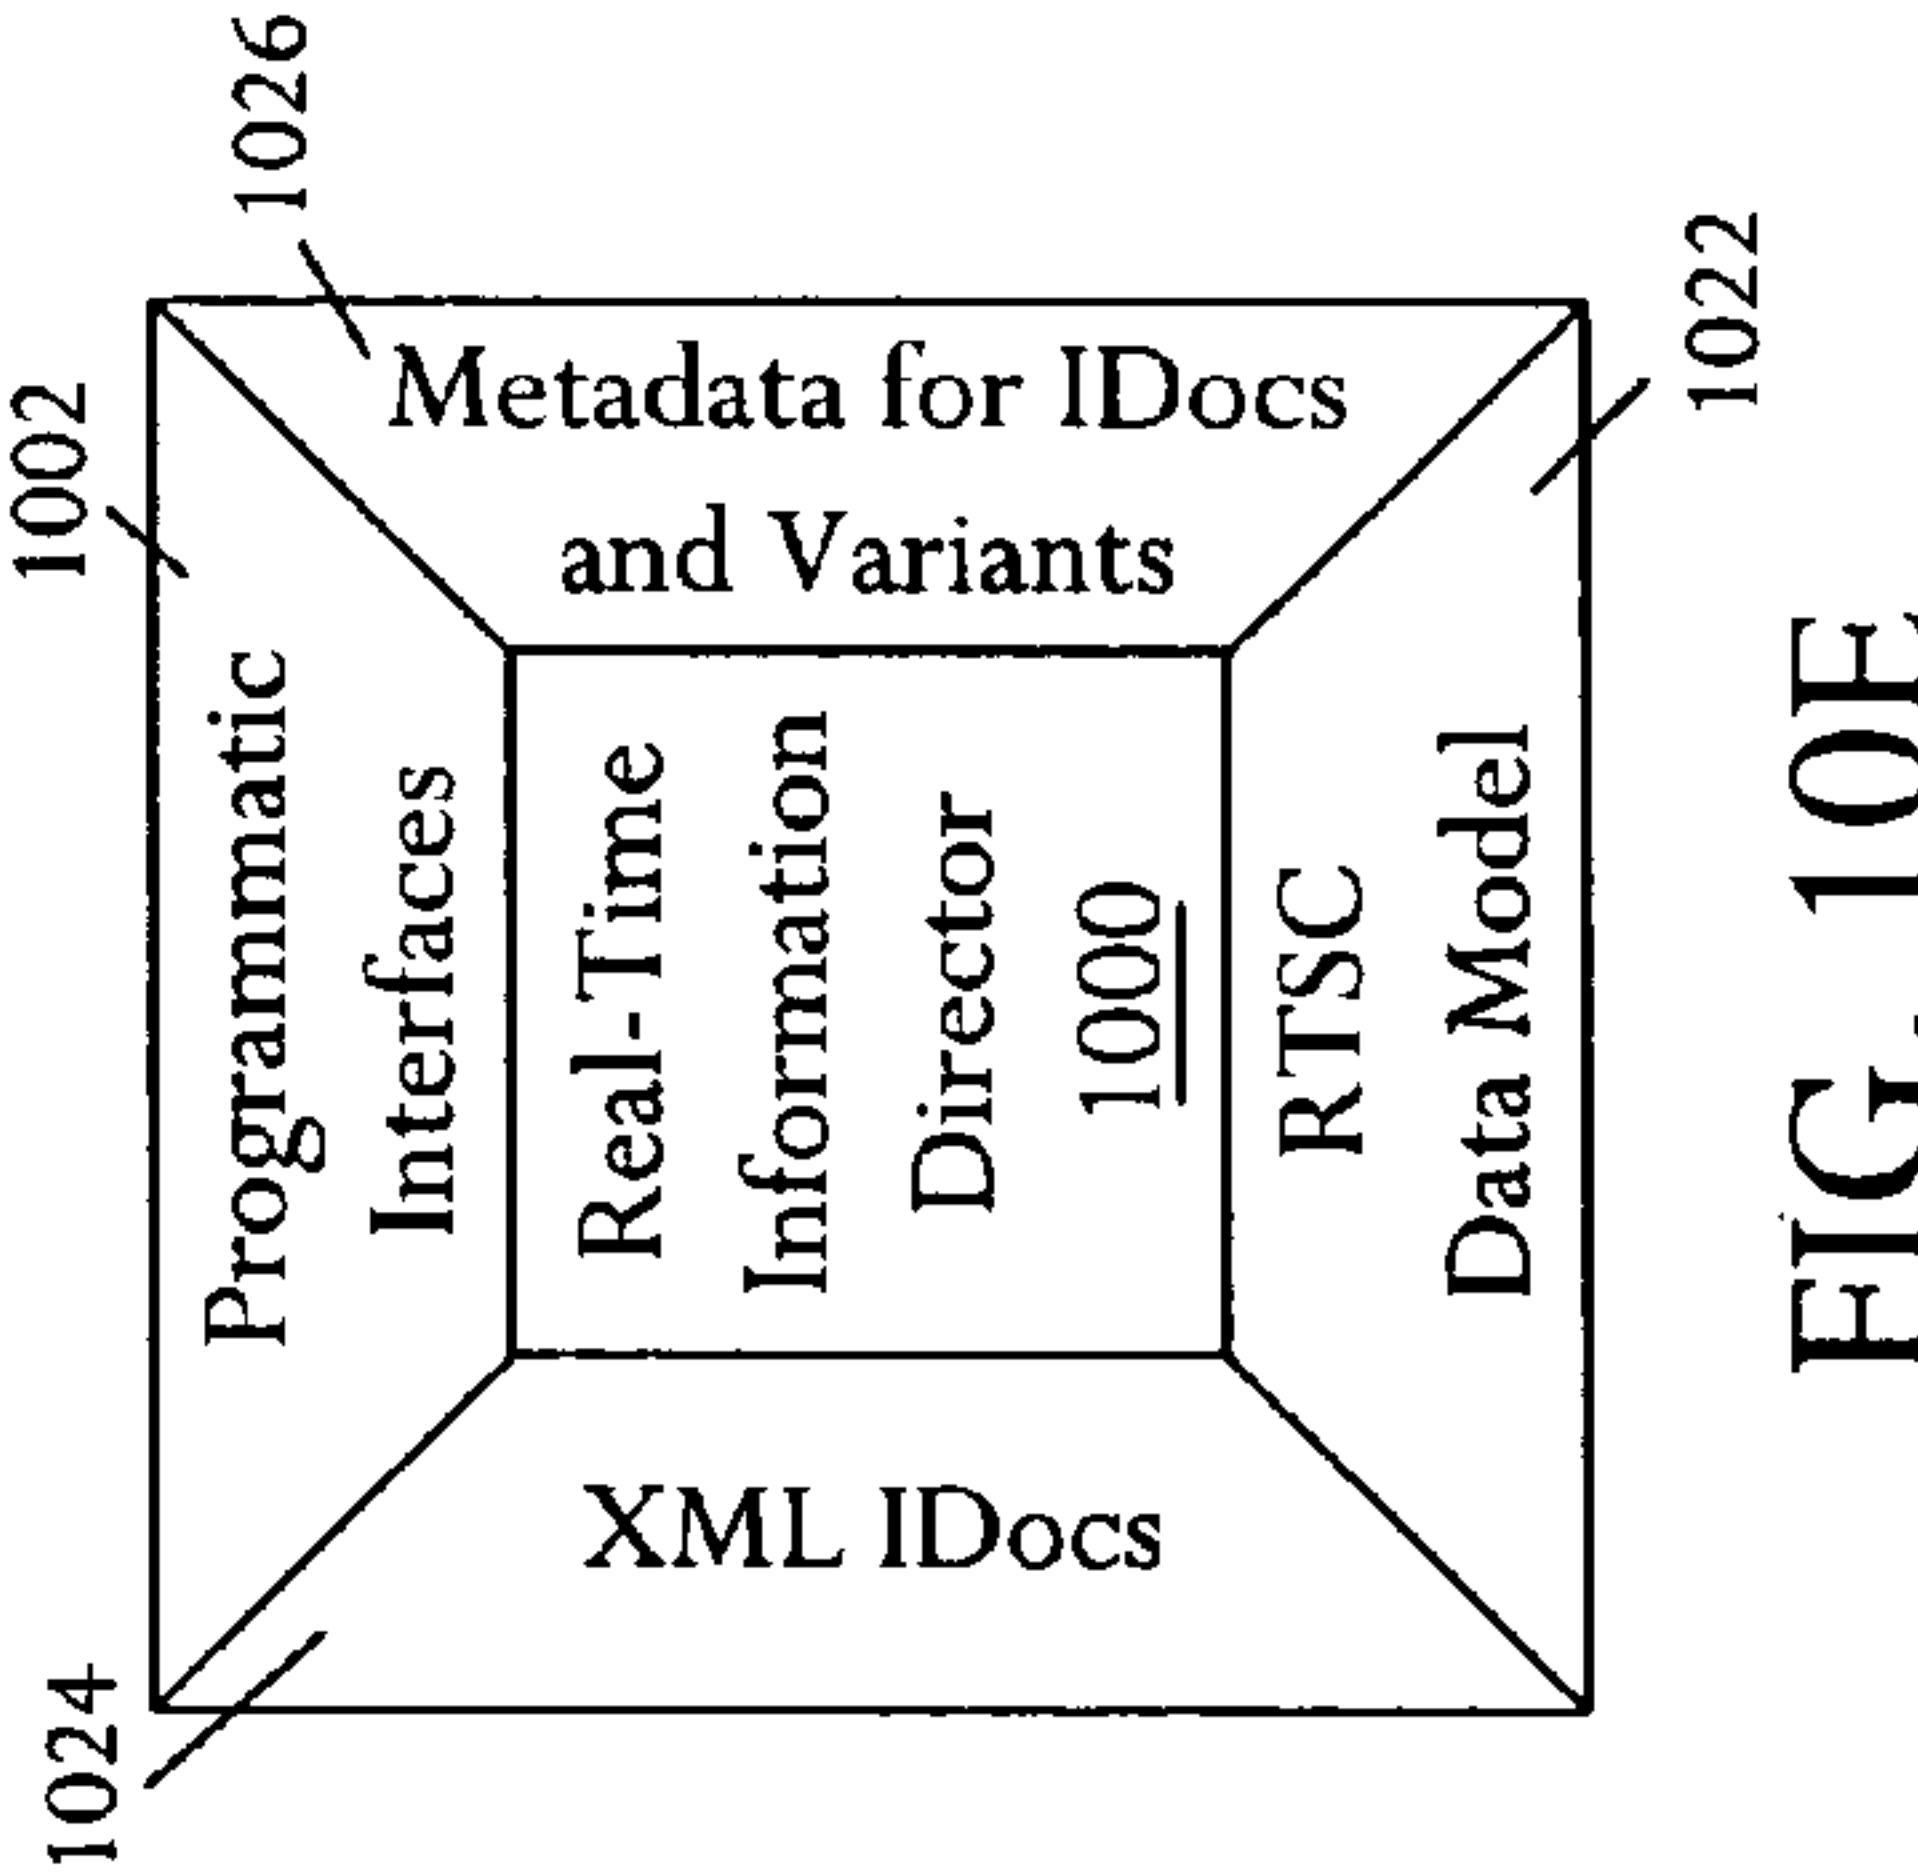 1002
1026
Programmatic
Interfaces
Metadata for IDocs
and Variants
Real-Time
Information
Director
1000
XML IDocs
RTSC
Data Model
1024
1022
FIG. 10E